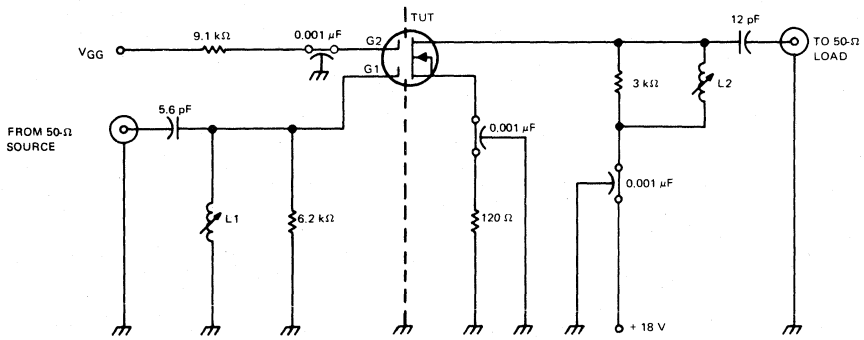 TUT
12 pF
9.1 kΩ
0.001 μF
VGG
G2
TO 50-Ω
LOAD
G1
3 kΩ
L2
5.6 pF
FROM 50-Ω
SOURCE
0.001 μF
0.001 μF
L1
6.2 kΩ
120 Ω
+ 18 V